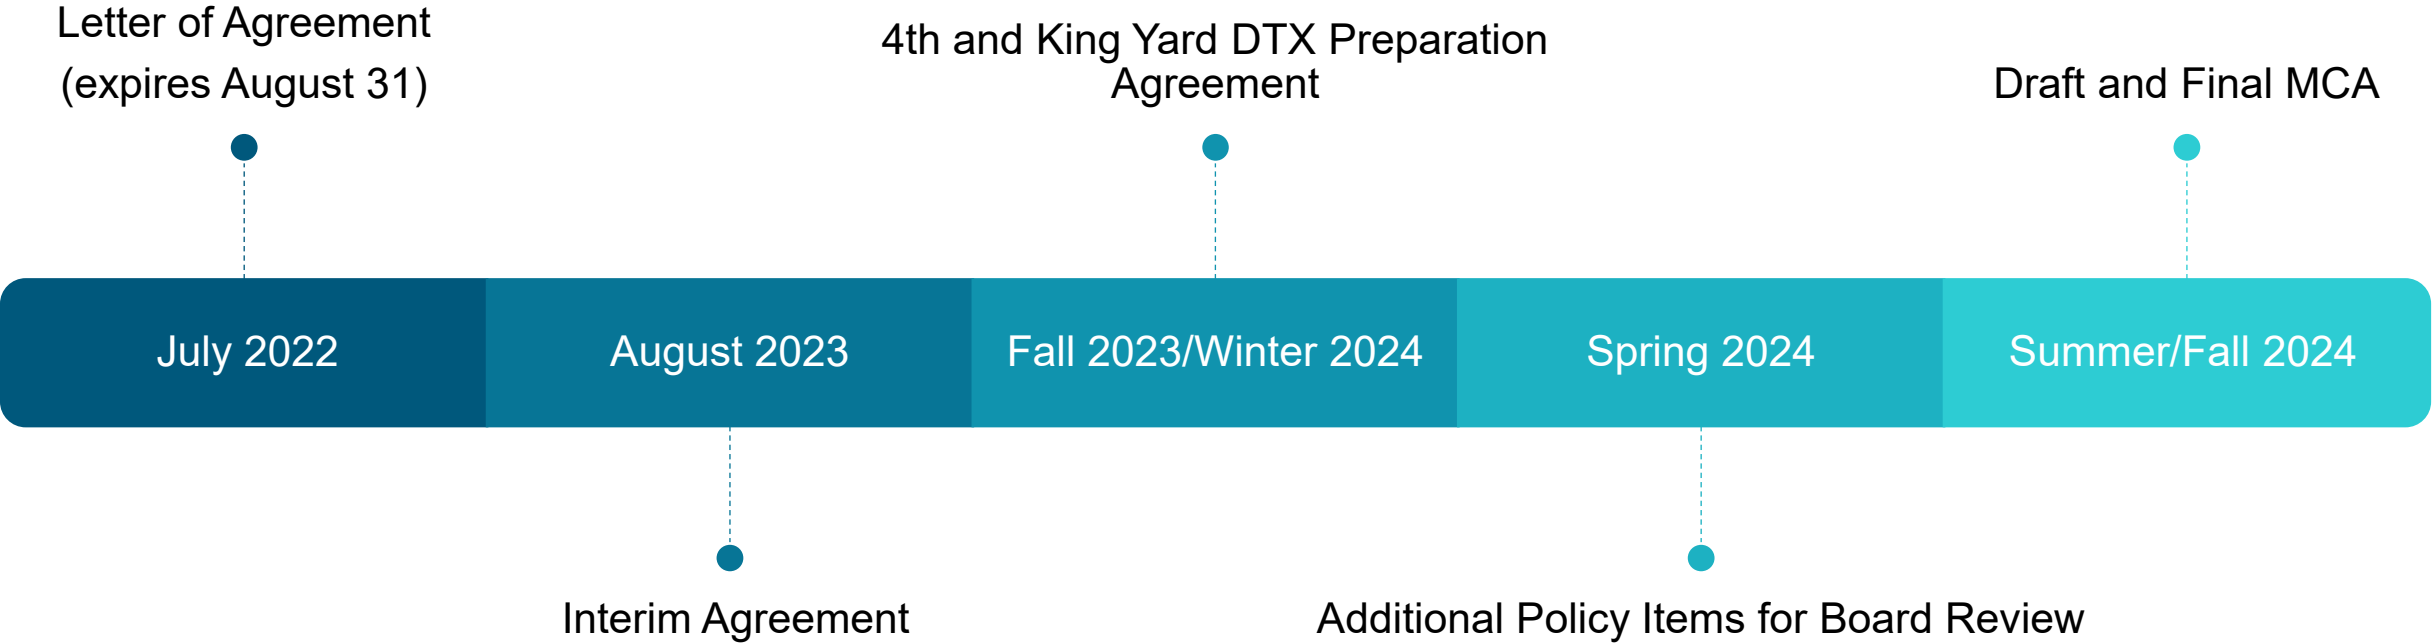 Letter of Agreement
(expires August 31)
4th and King Yard DTX Preparation
Agreement
Draft and Final MCA
July 2022
August 2023
Fall 2023/Winter 2024
Spring 2024
Summer/Fall 2024
Interim Agreement
Additional Policy Items for Board Review